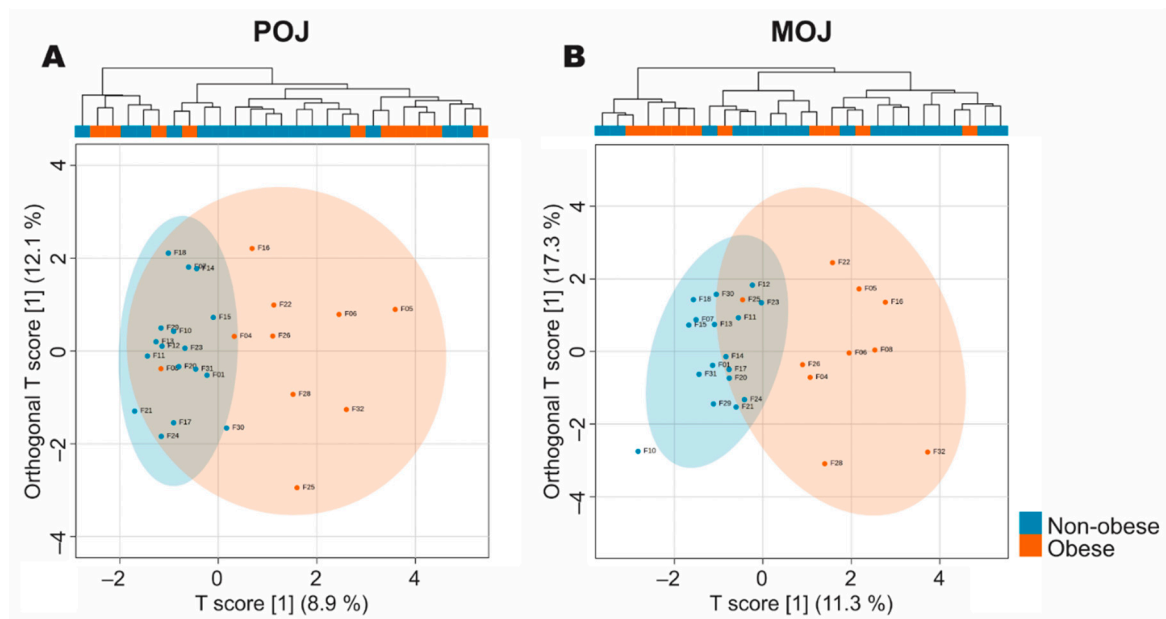 POJ
MOJ
A
B
4
2
0
−2
−4
Orthogonal T score [1] (12.1 %)
F18
F14
F16
F22
F06
F05
F15
F04
F26
F10
F12
F23
F11
F20
F31
F01
F28
F32
F21
F17
F24
F30
F25
−2
0
2
4
T score [1] (8.9 %)
4
2
0
−2
−4
Orthogonal T score [1] (17.3 %)
F22
F12
F05
F30
F18
F25
F23
F16
F07
F15
F13
F11
F08
F06
F14
F01
F17
F26
F31
F20
F04
F24
F29
F21
F10
F32
F28
−2
0
2
4
T score [1] (11.3 %)
Non-obese
Obese